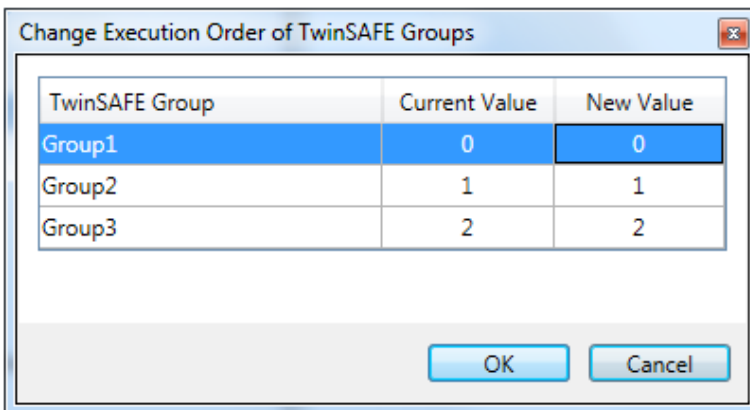 Change Execution Order of TwinSAFE Groups
TwinSAFE Group Current Value New Value
Group1 0 0
Group2 1 1
Group3 2 2
OK Cancel